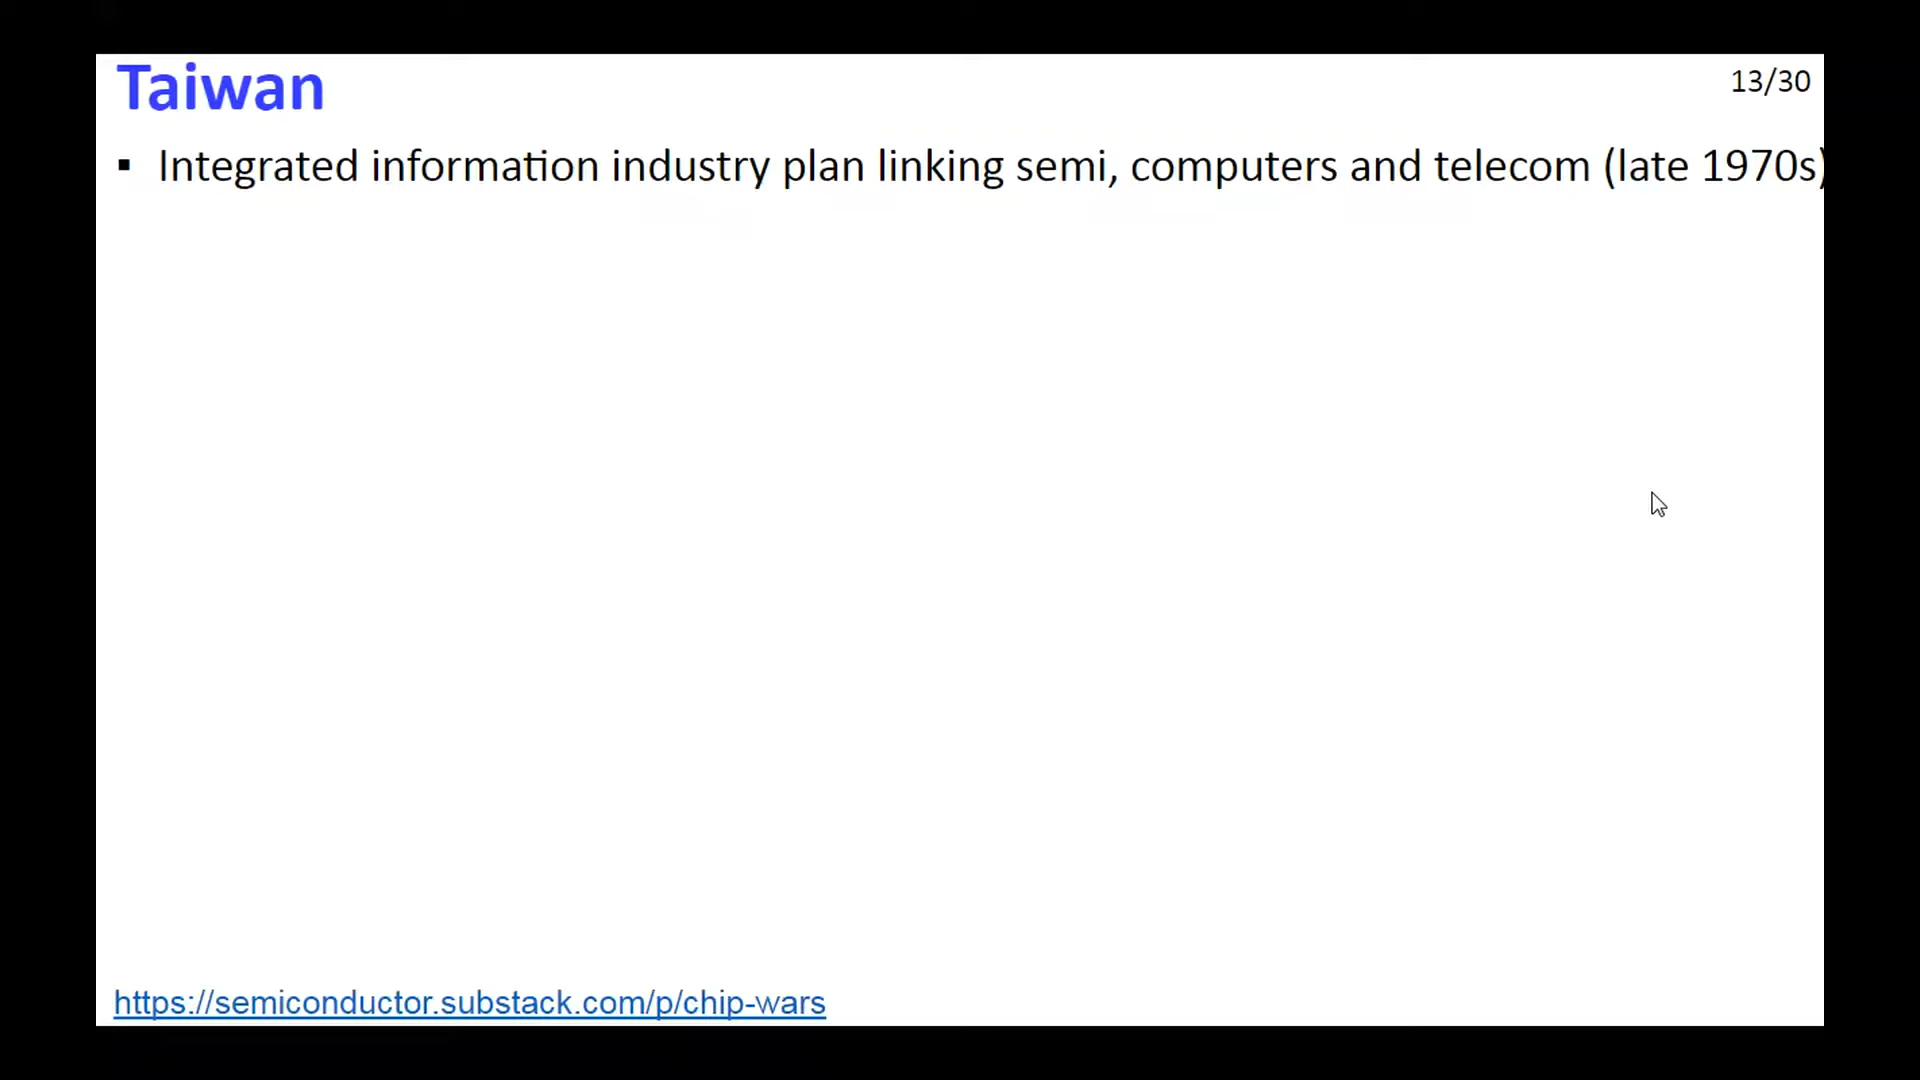 Taiwan
13/30
▪ Integrated information industry plan linking semi, computers and telecom (late 1970s)
https://semiconductor.substack.com/p/chip-wars